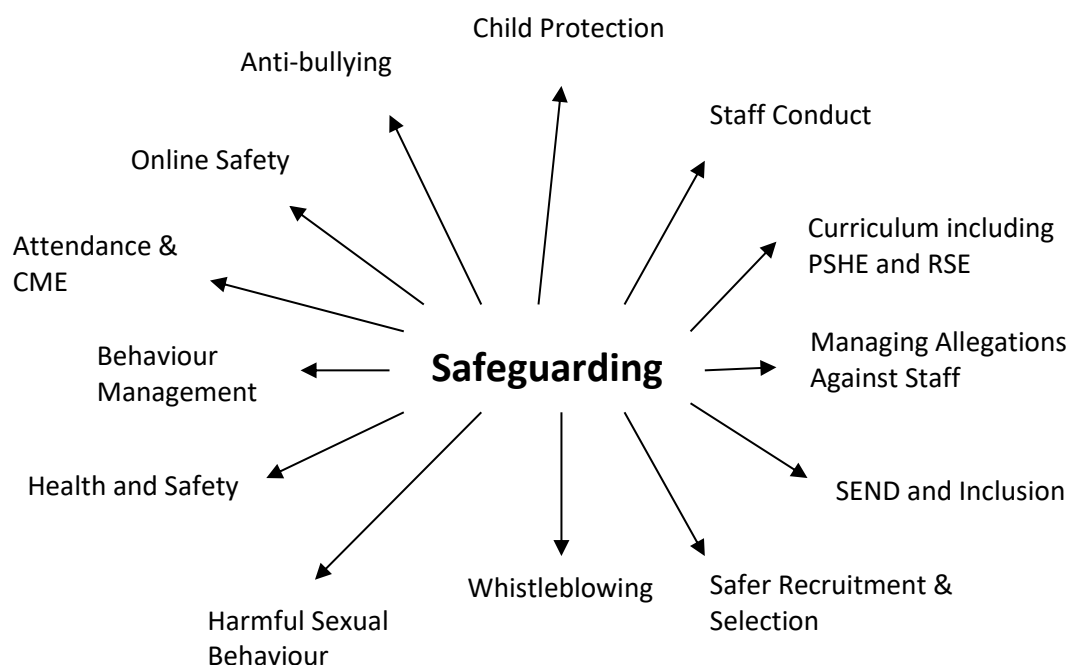 Child Protection
Anti-bullying
Staff Conduct
Online Safety
Curriculum including
PSHE and RSE
Attendance &
CME
Managing Allegations
Against Staff
Behaviour
Management
Safeguarding
Health and Safety
SEND and Inclusion
Whistleblowing
Safer Recruitment &
Selection
Harmful Sexual
Behaviour